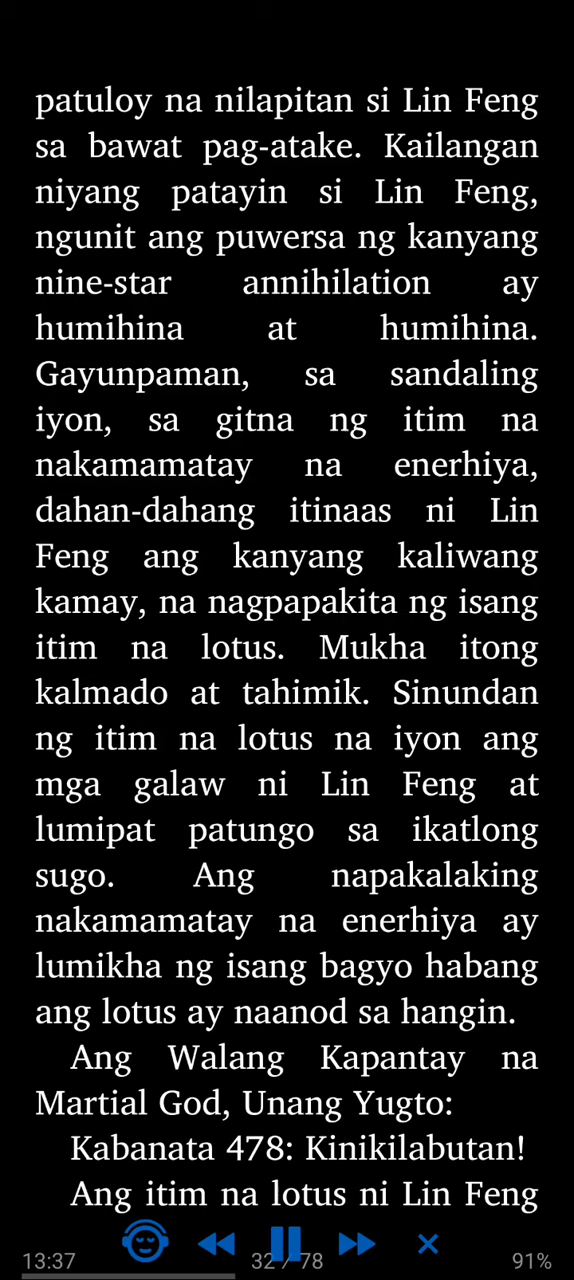 patuloy na nilapitan si Lin Feng
sa bawat pag-atake. Kailangan
niyang patayin si Lin Feng,
ngunit ang puwersa ng kanyang
nine-star annihilation ay
humihina at humihina.
Gayunpaman, sa sandaling
iyon, sa gitna ng itim na
nakamamatay na enerhiya,
dahan-dahang itinaas ni Lin
Feng ang kanyang kaliwang
kamay, na nagpapakita ng isang
itim na lotus. Mukha itong
kalmado at tahimik. Sinundan
ng itim na lotus na iyon ang
mga galaw ni Lin Feng at
lumipat patungo sa ikatlong
sugo. Ang napakalaking
nakamamatay na enerhiya ay
lumikha ng isang bagyo habang
ang lotus ay naanod sa hangin.
Ang Walang Kapantay na
Martial God, Unang Yugto:
Kabanata 478: Kinikilabutan!
Ang itim na lotus ni Lin Feng
13:37 32 / 78 91%